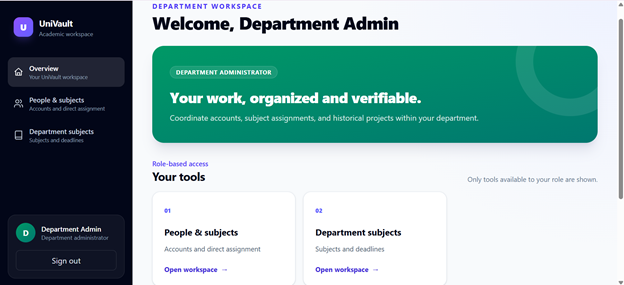 U
UniVault
Academic workspace
Overview
Your UniVault workspace
People & subjects
Accounts and direct assignment
Department subjects
Subjects and deadlines
D
Department Admin
Department administrator
Sign out
DEPARTMENT WORKSPACE
Welcome, Department Admin
DEPARTMENT ADMINISTRATOR
Your work, organized and verifiable.
Coordinate accounts, subject assignments, and historical projects within your department.
Role-based access
Your tools
Only tools available to your role are shown.
01
People & subjects
Accounts and direct assignment
Open workspace →
02
Department subjects
Subjects and deadlines
Open workspace →